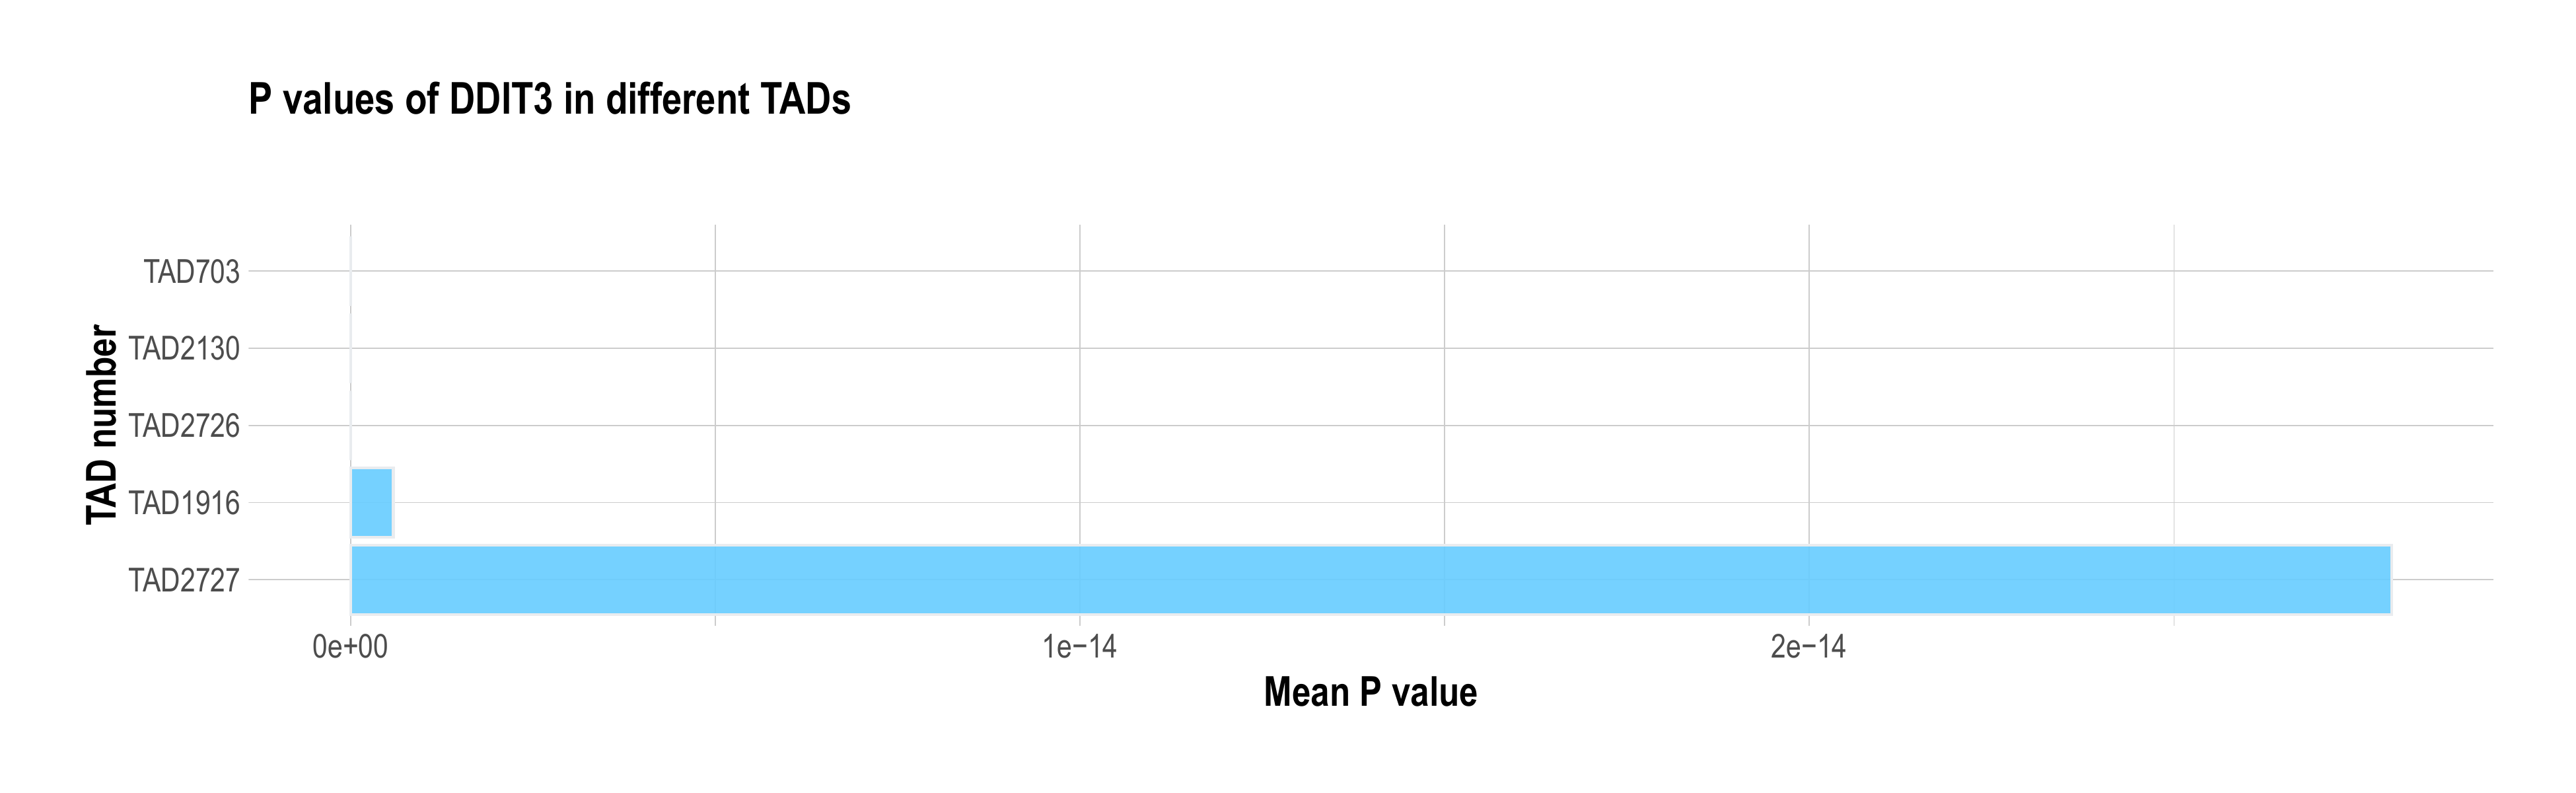 P values of DDIT3 in different TADs
TAD number
TAD703
TAD2130
TAD2726
TAD1916
TAD2727
0e+00 1e−14 2e−14
Mean P value